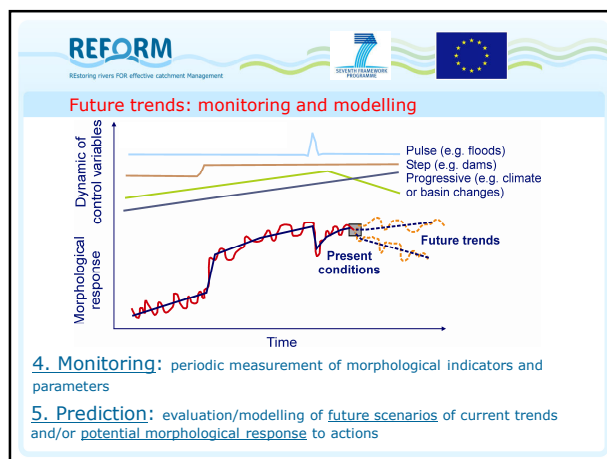 REFORM
REstoring rivers FOR effective catchment Management
7
SEVENTH FRAMEWORK
PROGRAMME
Future trends: monitoring and modelling
Dynamic of
control variables
Pulse (e.g. floods)
Step (e.g. dams)
Progressive (e.g. climate
or basin changes)
Morphological
response
Present
conditions
Future trends
Time
4. Monitoring: periodic measurement of morphological indicators and
parameters
5. Prediction: evaluation/modelling of future scenarios of current trends
and/or potential morphological response to actions